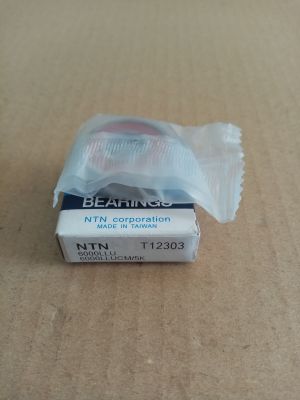 BEARINGS
NTN corporation
MADE IN TAIWAN
NTN T12303
6000LLU
6000LLUCM/5K